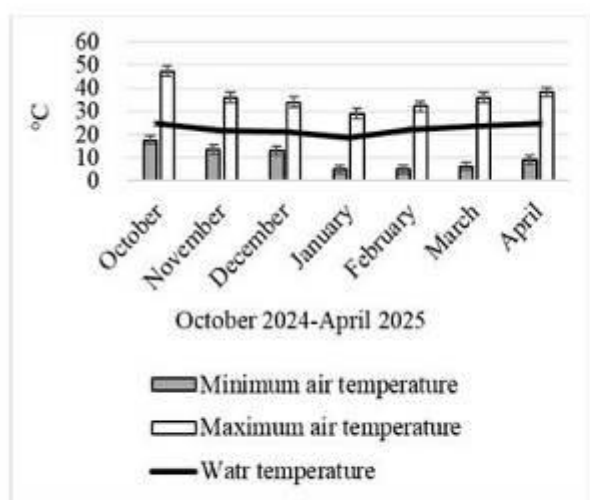 60
50
40
30
20
10
0
°C
October
November
December
January
February
March
April
October 2024-April 2025
Minimum air temperature
Maximum air temperature
Watr temperature